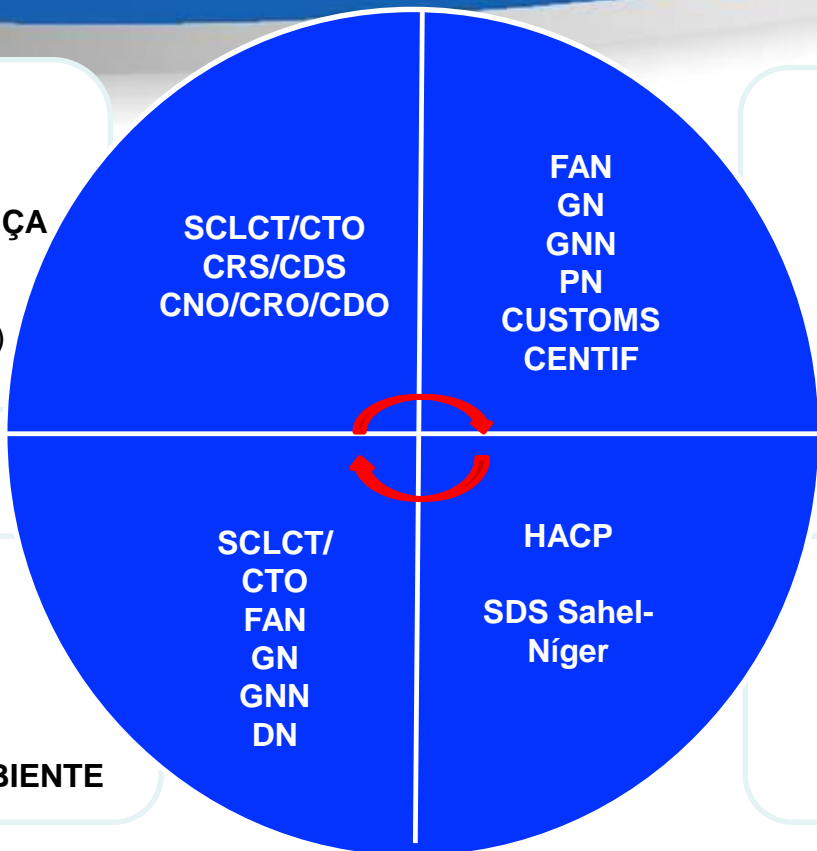 ÇA
)
SCLCT/CTO
CRS/CDS
CNO/CRO/CDO
FAN
GN
GNN
PN
CUSTOMS
CENTIF
SCLCT/
CTO
FAN
GN
GNN
DN
BIENTE
HACP
SDS Sahel-
Níger